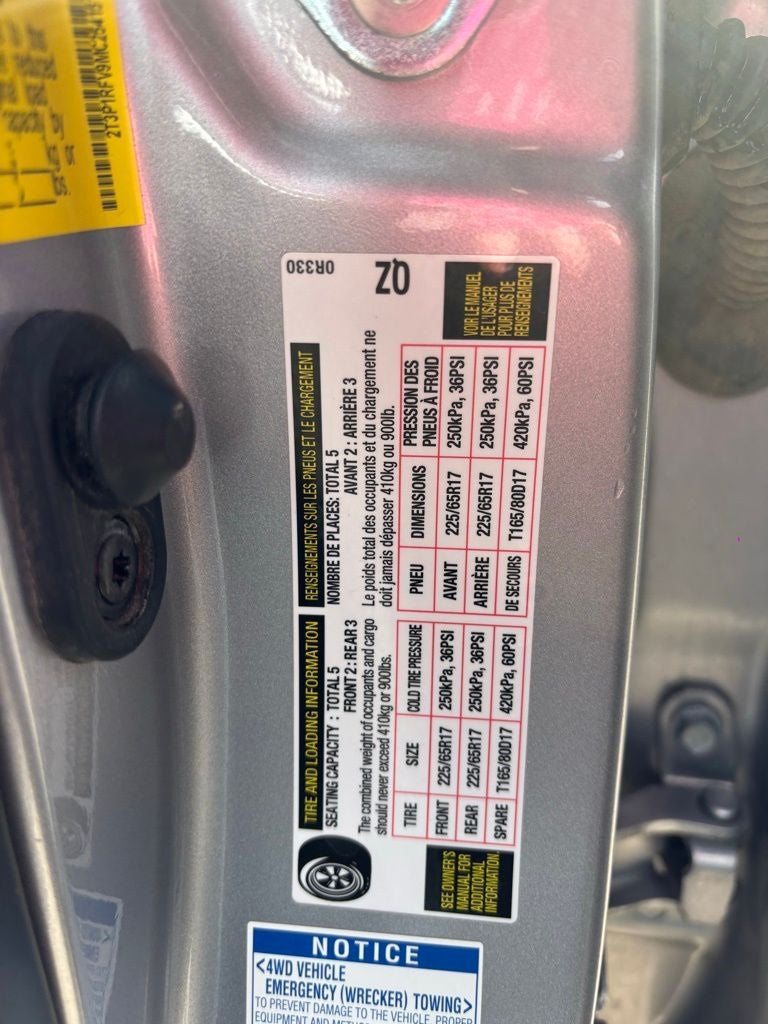 2T3P1RFV9MC2641
capacity
by
or
TIRE AND LOADING INFORMATION
SEATING CAPACITY : TOTAL 5
FRONT 2 : REAR 3
The combined weight of occupants and cargo
should never exceed 410kg or 900lbs.
TIRE SIZE COLD TIRE PRESSURE
FRONT 225/65R17 250kPa, 36PSI
REAR 225/65R17 250kPa, 36PSI
SPARE T165/80D17 420kPa, 60PSI
SEE OWNER'S
MANUAL FOR
ADDITIONAL
INFORMATION.
RENSEIGNEMENTS SUR LES PNEUS ET LE CHARGEMENT
NOMBRE DE PLACES: TOTAL 5
AVANT 2 : ARRIÈRE 3
Le poids total des occupants et du chargement ne
doit jamais dépasser 410kg ou 900lb.
PNEU DIMENSIONS PRESSION DES
PNEUS À FROID
AVANT 225/65R17 250kPa, 36PSI
ARRIÈRE 225/65R17 250kPa, 36PSI
DE SECOURS T165/80D17 420kPa, 60PSI
VOIR LE MANUEL
DE L'USAGER
POUR PLUS DE
RENSEIGNEMENTS
0R330
QZ
NOTICE
<4WD VEHICLE
EMERGENCY (WRECKER) TOWING>
TO PREVENT DAMAGE TO THE VEHICLE, PROPER